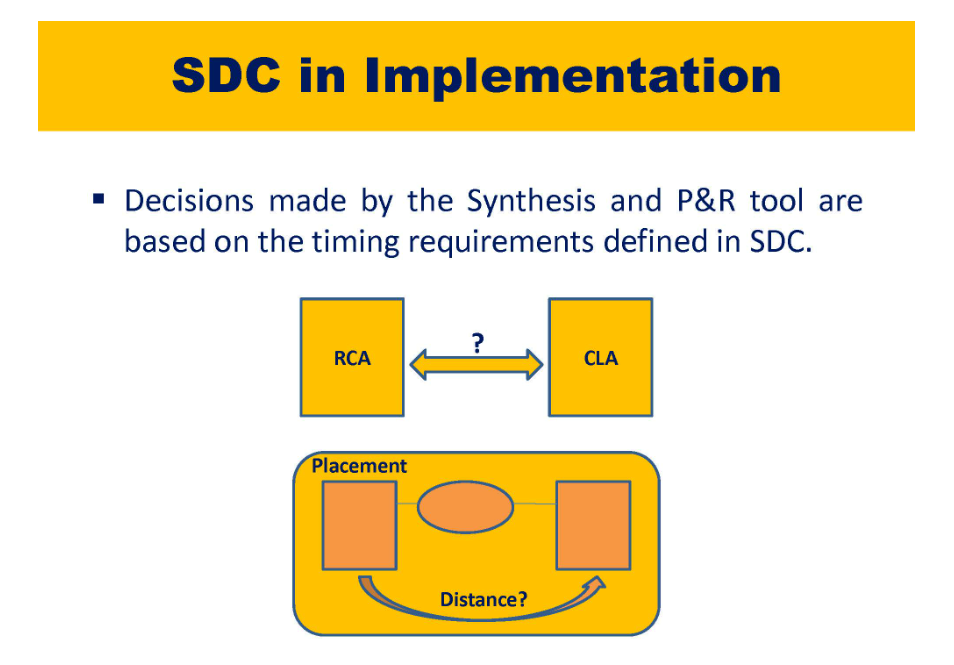 SDC in Implementation
▪ Decisions made by the Synthesis and P&R tool are
based on the timing requirements defined in SDC.
?
RCA
CLA
Placement
Distance?